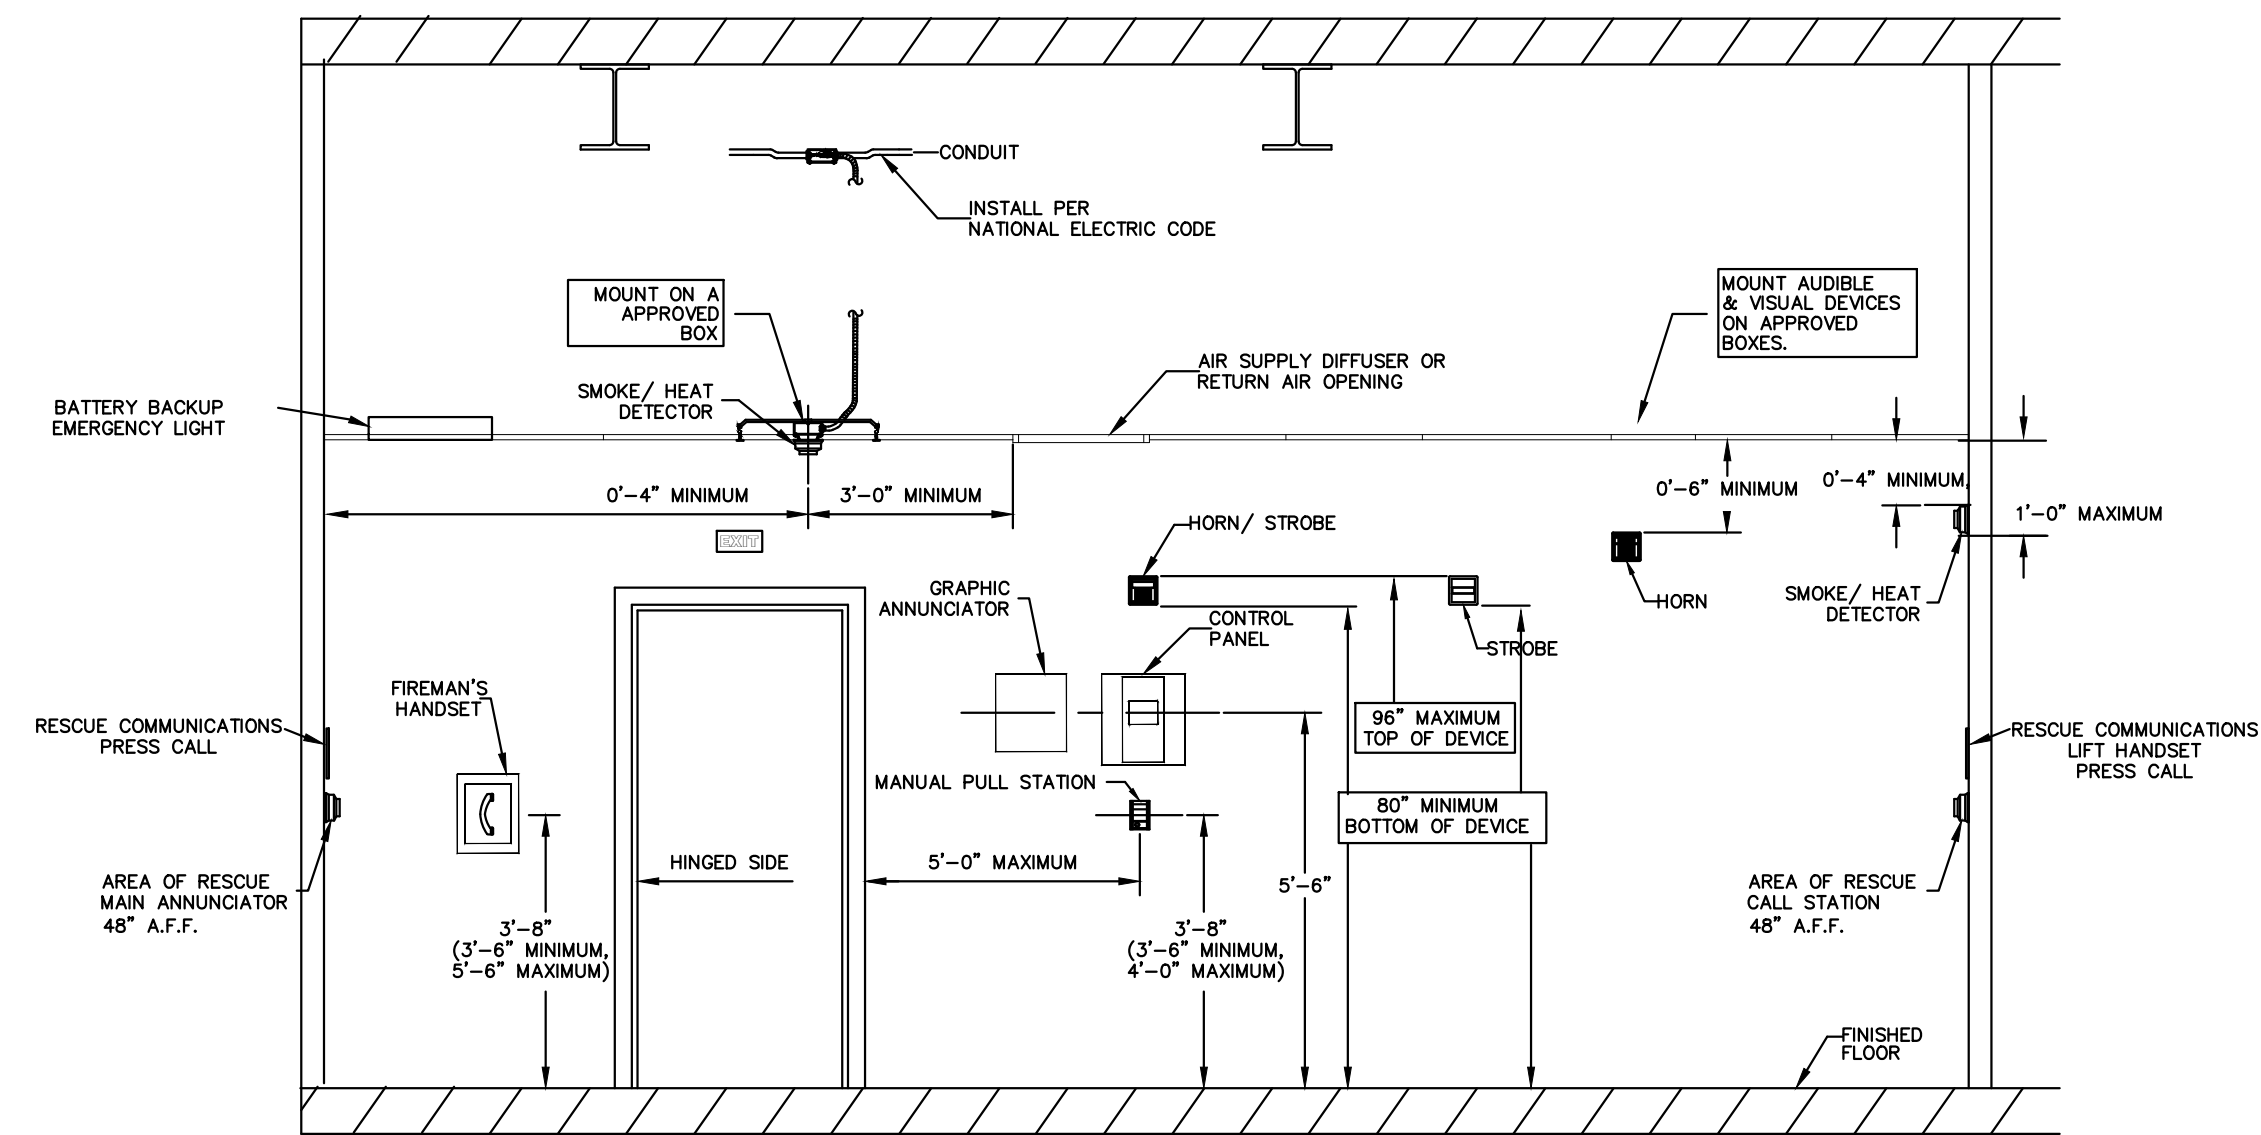 CONDUIT
INSTALL PER
NATIONAL ELECTRIC CODE
MOUNT ON A
APPROVED
BOX
MOUNT AUDIBLE
& VISUAL DEVICES
ON APPROVED
BOXES.
SMOKE/ HEAT
DETECTOR
AIR SUPPLY DIFFUSER OR
RETURN AIR OPENING
BATTERY BACKUP
EMERGENCY LIGHT
0'-4" MINIMUM
3'-0" MINIMUM
0'-6" MINIMUM
0'-4" MINIMUM,
1'-0" MAXIMUM
EXIT
HORN/ STROBE
HORN
SMOKE/ HEAT
DETECTOR
GRAPHIC
ANNUNCIATOR
CONTROL
PANEL
STROBE
FIREMAN'S
HANDSET
RESCUE COMMUNICATIONS
PRESS CALL
96" MAXIMUM
TOP OF DEVICE
RESCUE COMMUNICATIONS
LIFT HANDSET
PRESS CALL
MANUAL PULL STATION
80" MINIMUM
BOTTOM OF DEVICE
HINGED SIDE
5'-0" MAXIMUM
5'-6"
AREA OF RESCUE
MAIN ANNUNCIATOR
48" A.F.F.
AREA OF RESCUE
CALL STATION
48" A.F.F.
3'-8"
(3'-6" MINIMUM,
5'-6" MAXIMUM)
3'-8"
(3'-6" MINIMUM,
4'-0" MAXIMUM)
FINISHED
FLOOR